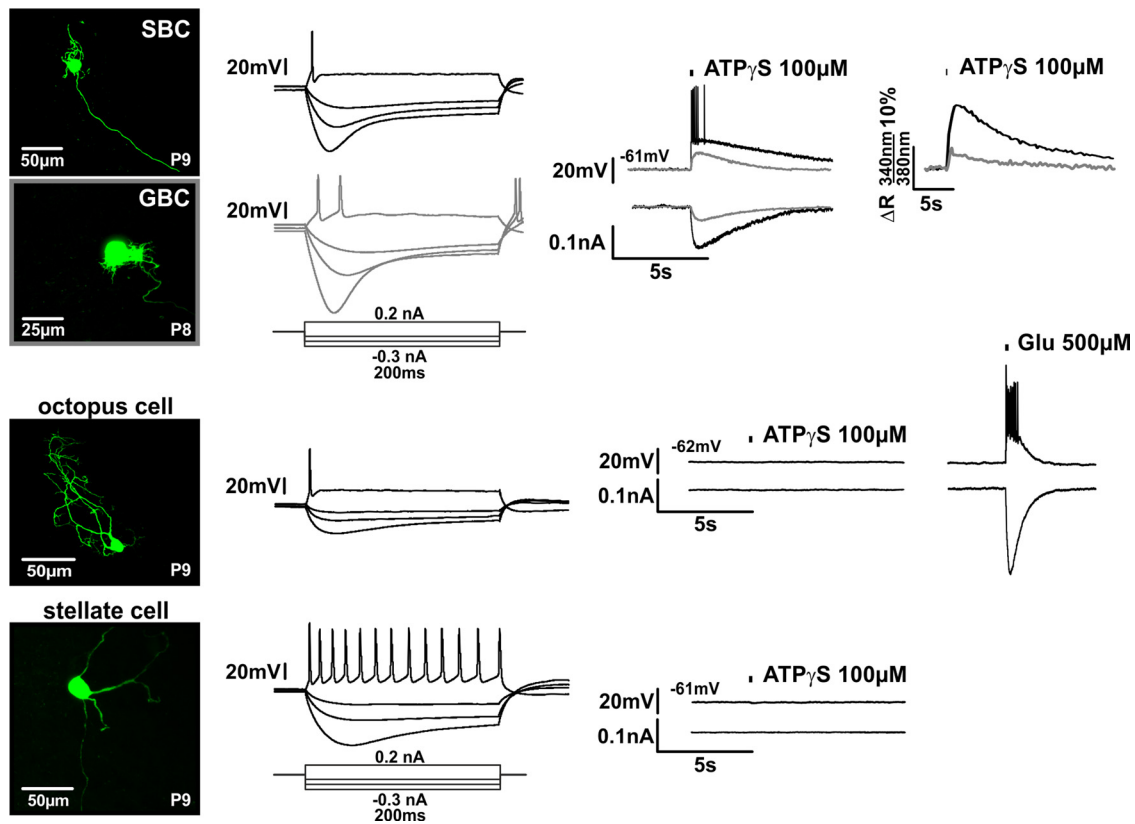 SBC
50µm
P9
20mV
ATPγS 100µM
-61mV
20mV
0.1nA
5s
ATPγS 100µM
ΔR 340nm 10%
380nm
5s
GBC
25µm
P8
20mV
0.2 nA
-0.3 nA
200ms
Glu 500µM
octopus cell
50µm
P9
20mV
ATPγS 100µM
-62mV
20mV
0.1nA
5s
stellate cell
50µm
P9
20mV
0.2 nA
-0.3 nA
200ms
ATPγS 100µM
-61mV
20mV
0.1nA
5s